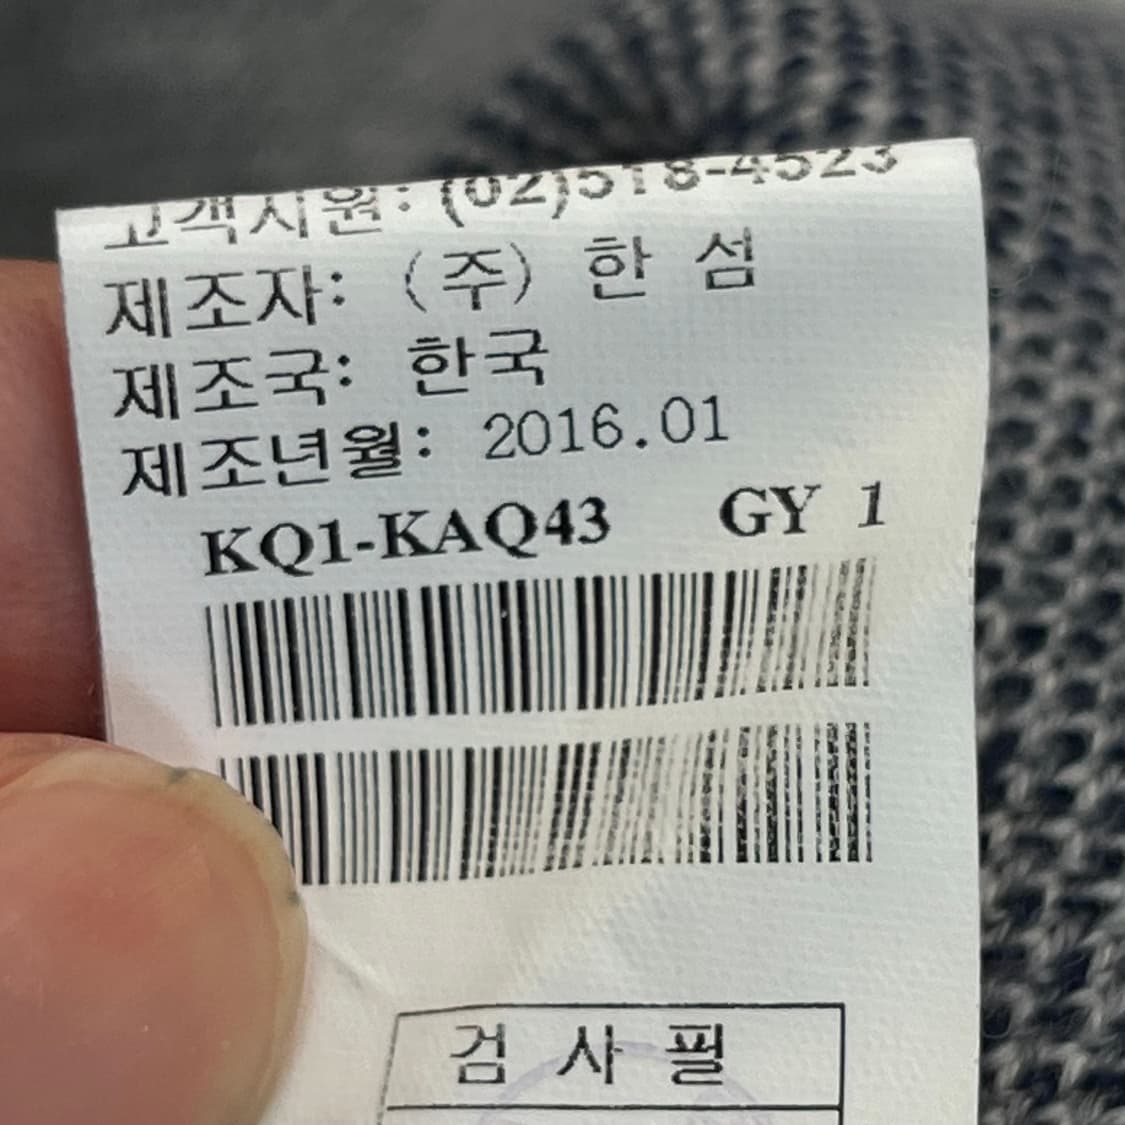 고객지원: (02)518-4523
제조자: (주) 한 섬
제조국: 한국
제조년월: 2016.01
KQ1-KAQ43 GY 1
검 사 필